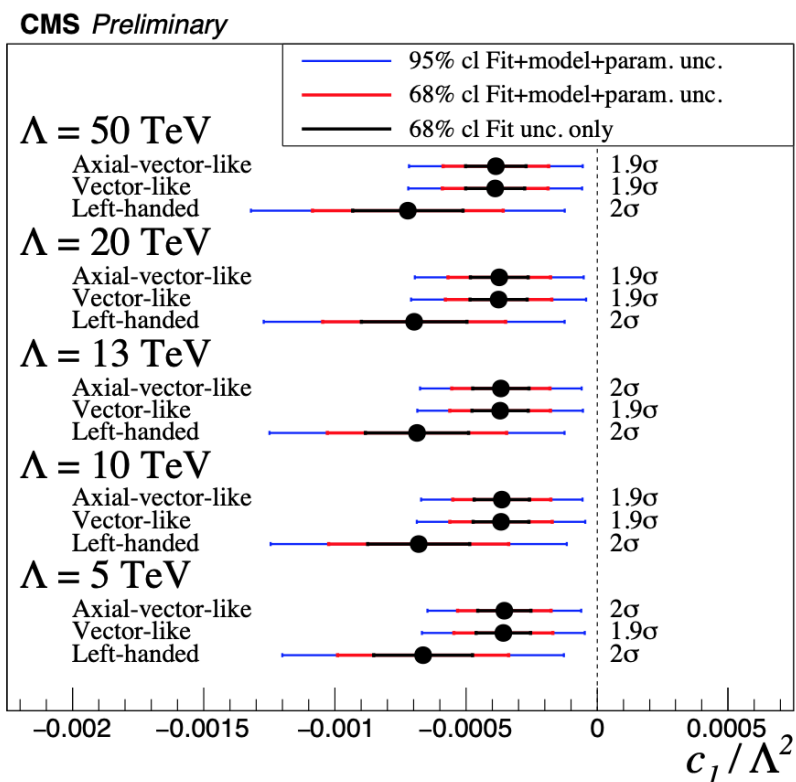 CMS Preliminary
95% cl Fit+model+param. unc.
68% cl Fit+model+param. unc.
68% cl Fit unc. only
Λ = 50 TeV
Axial-vector-like 1.9σ
Vector-like 1.9σ
Left-handed 2σ
Λ = 20 TeV
Axial-vector-like 1.9σ
Vector-like 1.9σ
Left-handed 2σ
Λ = 13 TeV
Axial-vector-like 2σ
Vector-like 1.9σ
Left-handed 2σ
Λ = 10 TeV
Axial-vector-like 1.9σ
Vector-like 1.9σ
Left-handed 2σ
Λ = 5 TeV
Axial-vector-like 2σ
Vector-like 1.9σ
Left-handed 2σ
−0.002 −0.0015 −0.001 −0.0005 0 0.0005
c₁/Λ²